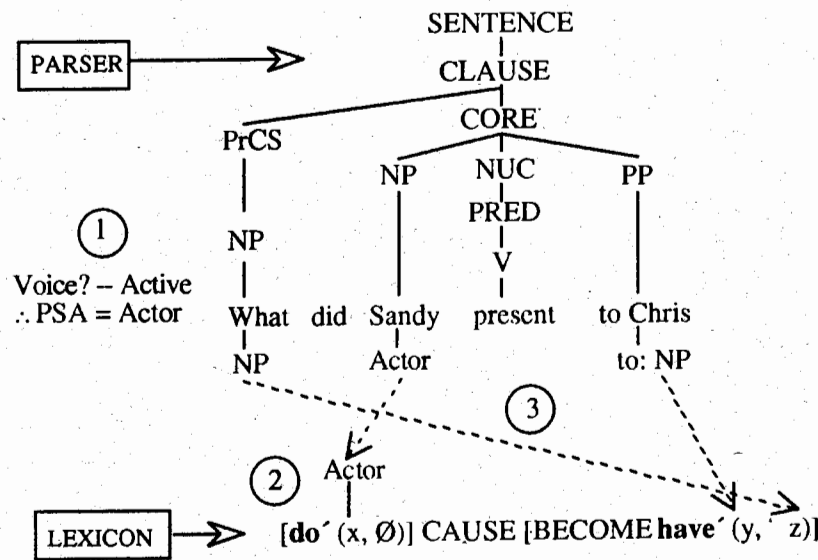 SENTENCE
PARSER
CLAUSE
CORE
PrCS
NP NUC PP
PRED
1
NP
V
Voice? – Active
∴ PSA = Actor
What did Sandy present to Chris
NP Actor to: NP
3
2
Actor
LEXICON
[do´ (x, Ø)] CAUSE [BECOME have´ (y, z)]